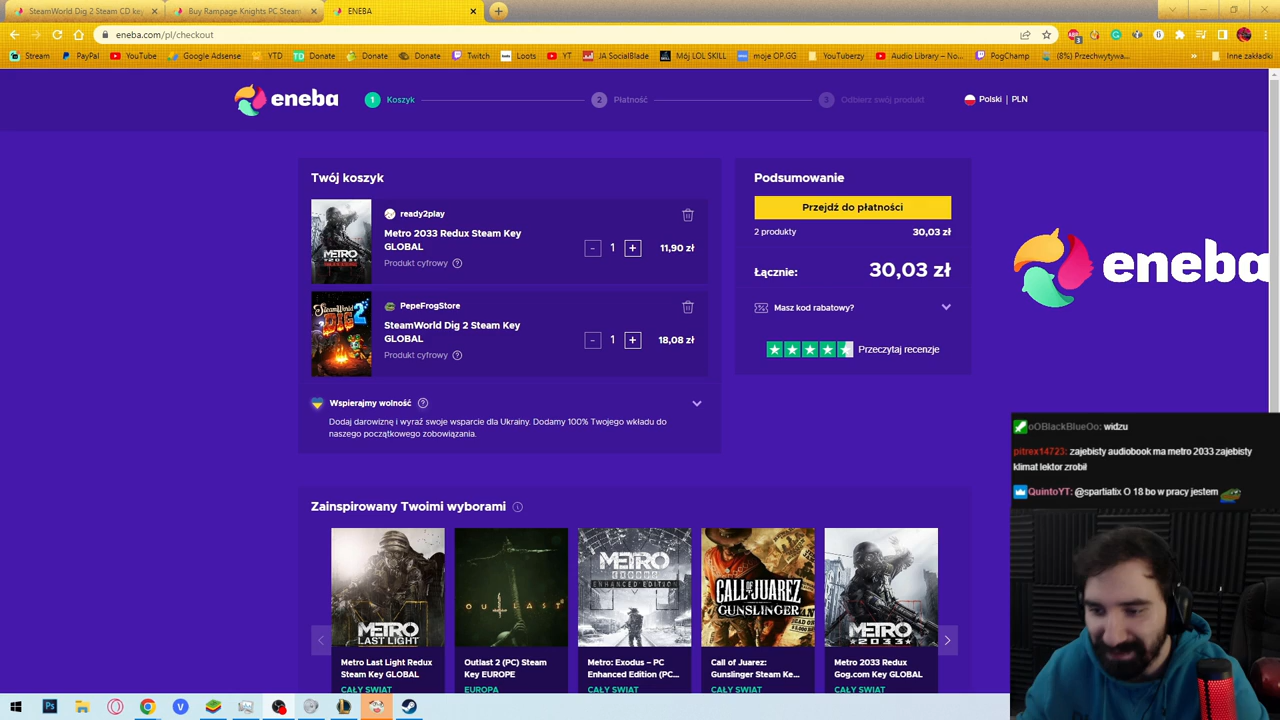 SteamWorld Dig 2 Steam CD key
Buy Rampage Knights PC Steam
ENEBA
eneba.com/pl/checkout
Stream
PayPal
YouTube
Google Adsense
YTD
Donate
Donate
Donate
Twitch
Loots
YT
JA SocialBlade
Mój LOL SKILL
moje OP.GG
YouTuberzy
Audio Library – No...
PogChamp
(8%) Przechwytywa...
Inne zakładki
eneba
1 Koszyk
2 Płatność
3 Odbierz swój produkt
Polski | PLN
Twój koszyk
ready2play
Metro 2033 Redux Steam Key
GLOBAL
Produkt cyfrowy
- 1 +
11,90 zł
PepeFrogStore
SteamWorld Dig 2 Steam Key
GLOBAL
Produkt cyfrowy
- 1 +
18,08 zł
Wspierajmy wolność
Dodaj darowiznę i wyraź swoje wsparcie dla Ukrainy. Dodamy 100% Twojego wkładu do
naszego początkowego zobowiązania.
Podsumowanie
Przejdź do płatności
2 produkty 30,03 zł
Łącznie: 30,03 zł
Masz kod rabatowy?
Przeczytaj recenzje
eneba
oOBlackBlueOo: widzu
pitrex14723: zajebisty audiobook ma metro 2033 zajebisty
klimat lektor zrobił
QuintoYT: @spartiatix O 18 bo w pracy jestem
Zainspirowany Twoimi wyborami
METRO
LAST LIGHT
OUTLAST
METRO
EXODUS
ENHANCED EDITION
CALL OF JUAREZ
GUNSLINGER
METRO
2033
Metro Last Light Redux
Steam Key GLOBAL
CAŁY ŚWIAT
Outlast 2 (PC) Steam
Key EUROPE
EUROPA
Metro: Exodus – PC
Enhanced Edition (PC...
CAŁY ŚWIAT
Call of Juarez:
Gunslinger Steam Ke...
CAŁY ŚWIAT
Metro 2033 Redux
Gog.com Key GLOBAL
CAŁY ŚWIAT